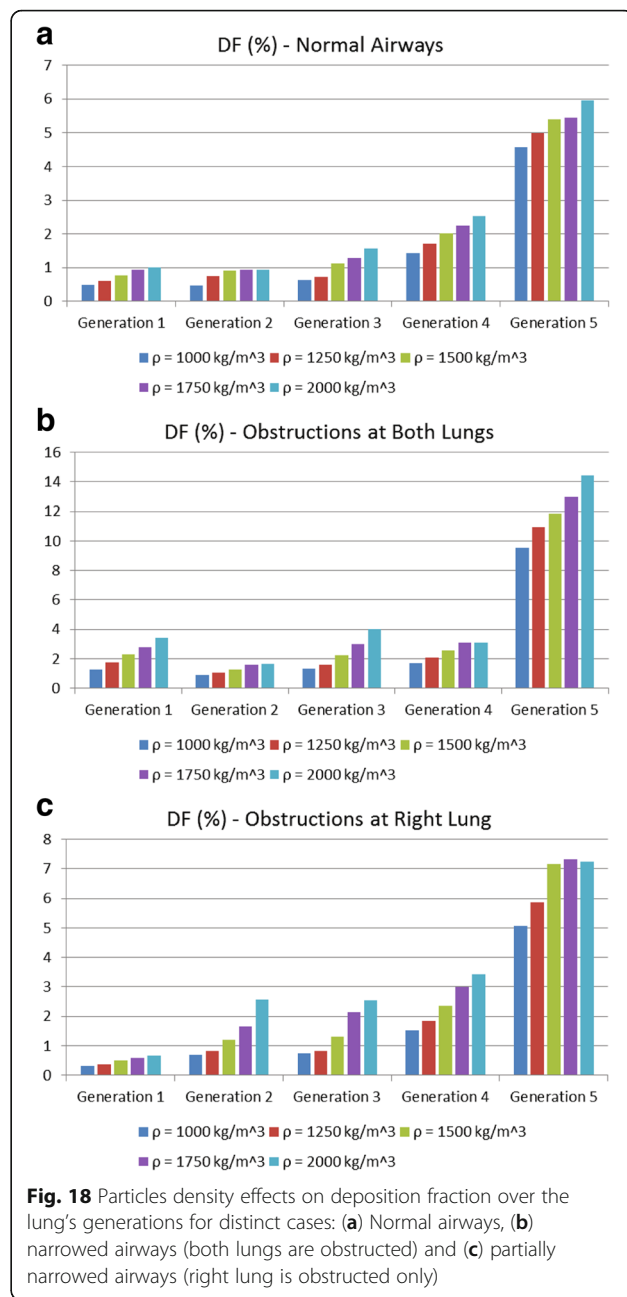 a
DF (%) - Normal Airways
7
6
5
4
3
2
1
0
Generation 1 Generation 2 Generation 3 Generation 4 Generation 5
ρ = 1000 kg/m^3 ρ = 1250 kg/m^3 ρ = 1500 kg/m^3
ρ = 1750 kg/m^3 ρ = 2000 kg/m^3
b
DF (%) - Obstructions at Both Lungs
16
14
12
10
8
6
4
2
0
Generation 1 Generation 2 Generation 3 Generation 4 Generation 5
ρ = 1000 kg/m^3 ρ = 1250 kg/m^3 ρ = 1500 kg/m^3
ρ = 1750 kg/m^3 ρ = 2000 kg/m^3
c
DF (%) - Obstructions at Right Lung
8
7
6
5
4
3
2
1
0
Generation 1 Generation 2 Generation 3 Generation 4 Generation 5
ρ = 1000 kg/m^3 ρ = 1250 kg/m^3 ρ = 1500 kg/m^3
ρ = 1750 kg/m^3 ρ = 2000 kg/m^3
Fig. 18 Particles density effects on deposition fraction over the
lung's generations for distinct cases: (a) Normal airways, (b)
narrowed airways (both lungs are obstructed) and (c) partially
narrowed airways (right lung is obstructed only)